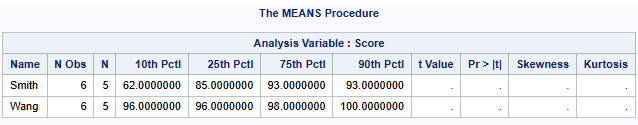 The MEANS Procedure
Analysis Variable : Score
Name N Obs N 10th Pctl 25th Pctl 75th Pctl 90th Pctl t Value Pr > |t| Skewness Kurtosis
Smith 6 5 62.0000000 85.0000000 93.0000000 93.0000000 . . . .
Wang 6 5 96.0000000 96.0000000 98.0000000 100.0000000 . . . .